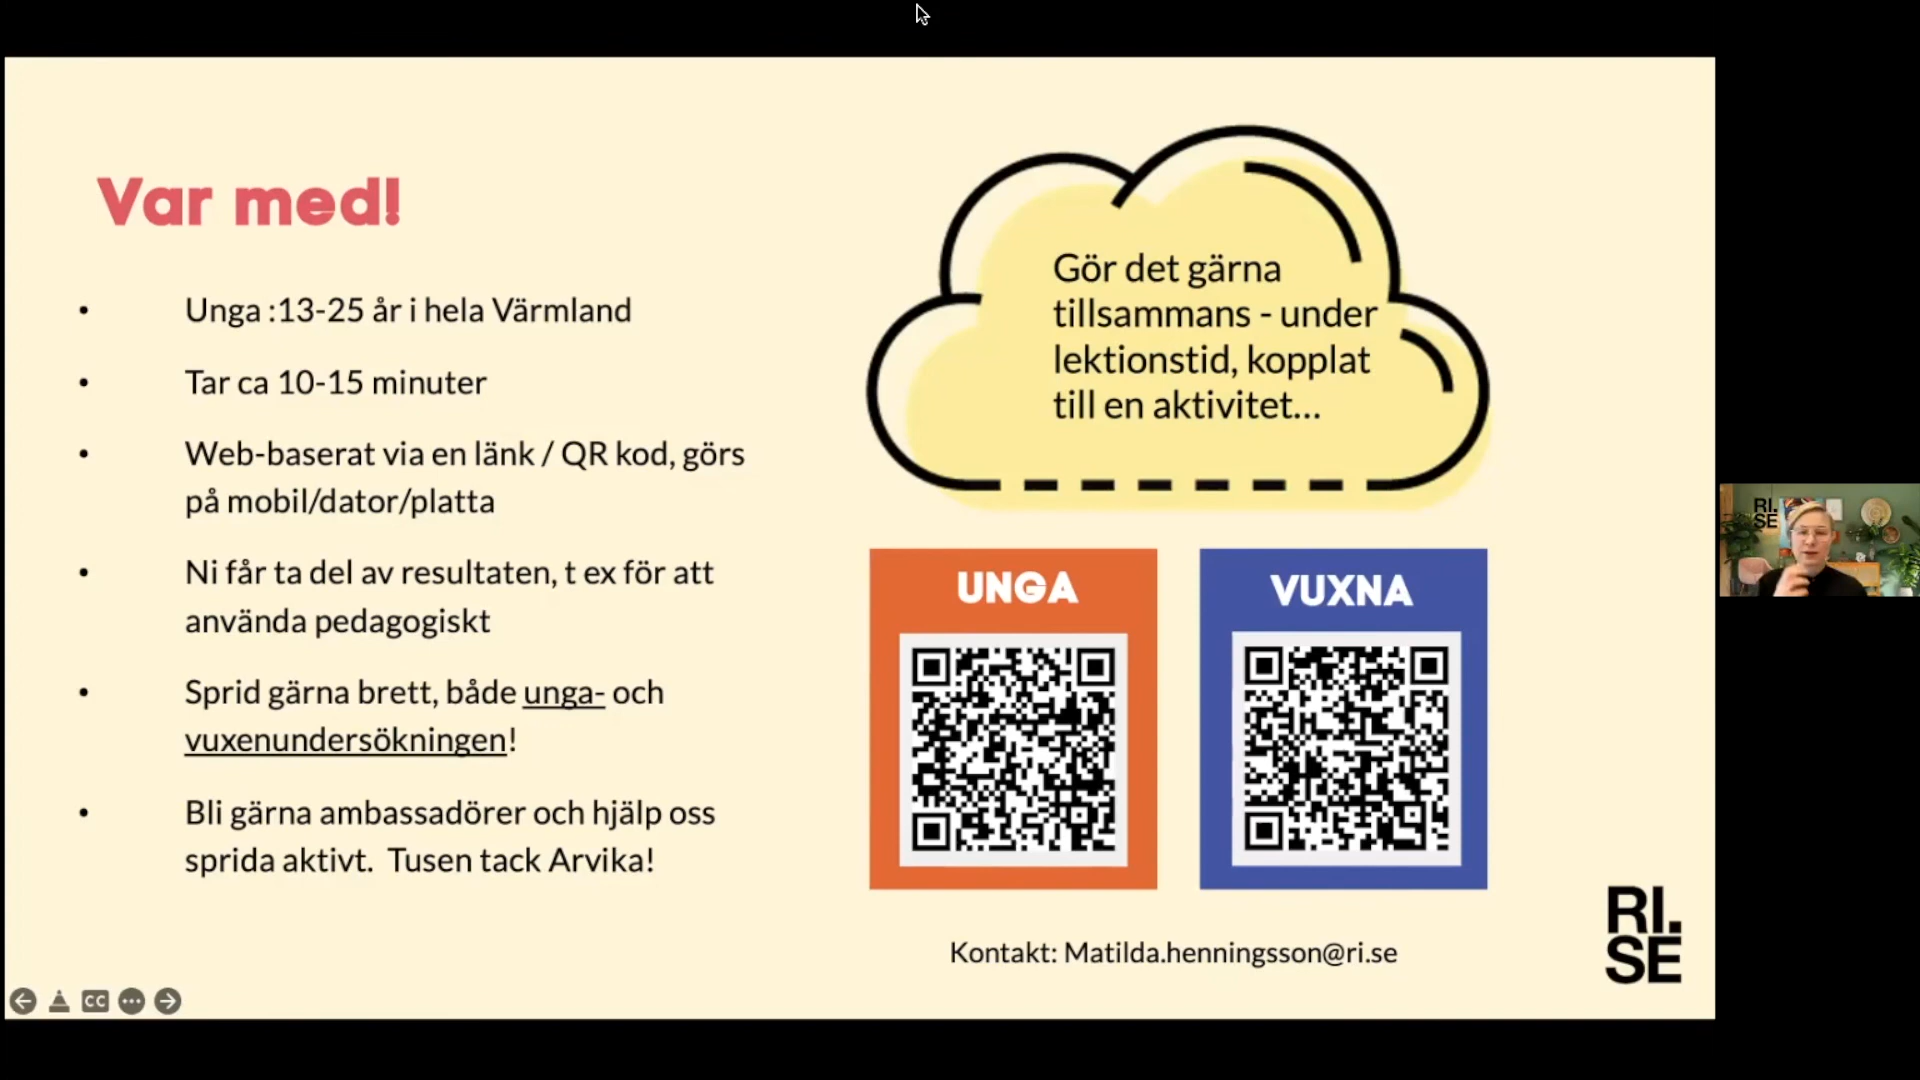 Var med!
• Unga :13-25 år i hela Värmland
• Tar ca 10-15 minuter
• Web-baserat via en länk / QR kod, görs
på mobil/dator/platta
• Ni får ta del av resultaten, t ex för att
använda pedagogiskt
• Sprid gärna brett, både unga- och
vuxenundersökningen!
• Bli gärna ambassadörer och hjälp oss
sprida aktivt.  Tusen tack Arvika!
Gör det gärna
tillsammans - under
lektionstid, kopplat
till en aktivitet...
UNGA
VUXNA
Kontakt: Matilda.henningsson@ri.se
RI.
SE
CC
RI.
SE